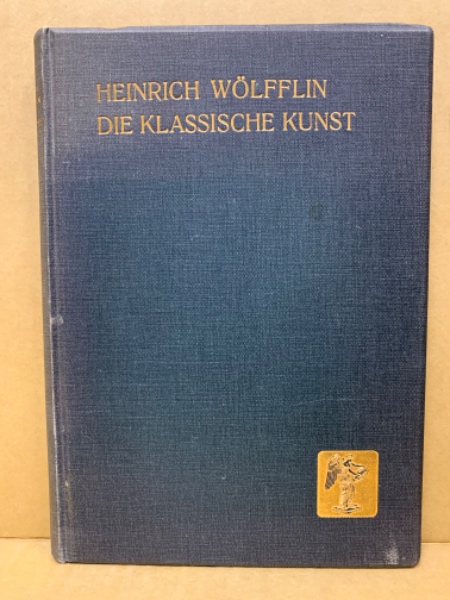 HEINRICH WÖLFFLIN
DIE KLASSISCHE KUNST